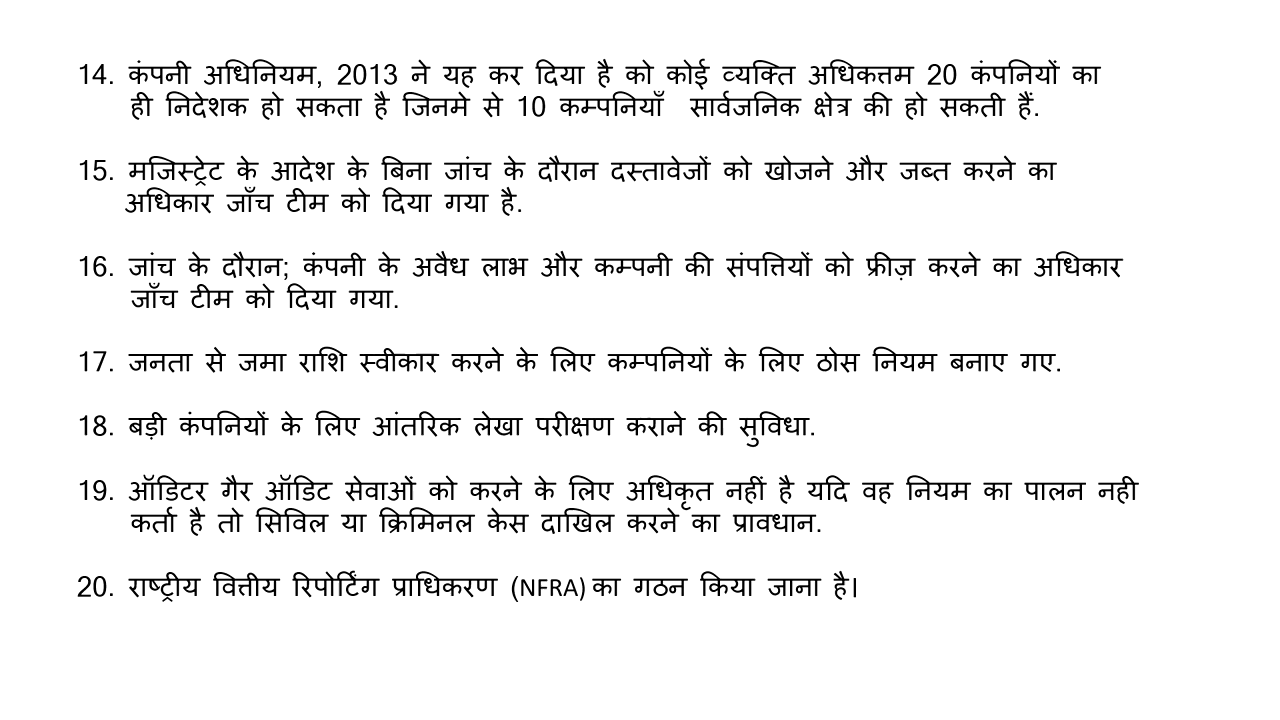 14. कंपनी अधिनियम, 2013 ने यह कर दिया है को कोई व्यक्ति अधिकत्तम 20 कंपनियों का
ही निदेशक हो सकता है जिनमे से 10 कम्पनियाँ सार्वजनिक क्षेत्र की हो सकती हैं.
15. मजिस्ट्रेट के आदेश के बिना जांच के दौरान दस्तावेजों को खोजने और जब्त करने का
अधिकार जाँच टीम को दिया गया है.
16. जांच के दौरान; कंपनी के अवैध लाभ और कम्पनी की संपत्तियों को फ्रीज़ करने का अधिकार
जाँच टीम को दिया गया.
17. जनता से जमा राशि स्वीकार करने के लिए कम्पनियों के लिए ठोस नियम बनाए गए.
18. बड़ी कंपनियों के लिए आंतरिक लेखा परीक्षण कराने की सुविधा.
19. ऑडिटर गैर ऑडिट सेवाओं को करने के लिए अधिकृत नहीं है यदि वह नियम का पालन नही
कर्ता है तो सिविल या क्रिमिनल केस दाखिल करने का प्रावधान.
20. राष्ट्रीय वित्तीय रिपोर्टिंग प्राधिकरण (NFRA) का गठन किया जाना है।